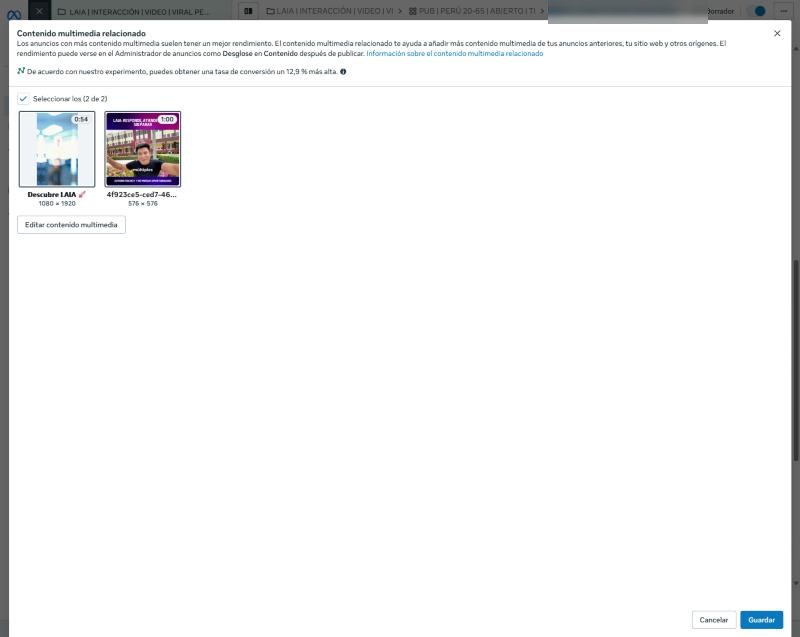 LAIA | INTERACCIÓN | VIDEO | VIRAL PE...
LAIA | INTERACCIÓN | VIDEO | VI
PUB | PERÚ 20-65 | ABIERTO | TI
Borrador
Contenido multimedia relacionado
Los anuncios con más contenido multimedia suelen tener un mejor rendimiento. El contenido multimedia relacionado te ayuda a añadir más contenido multimedia de tus anuncios anteriores, tu sitio web y otros orígenes. El
rendimiento puede verse en el Administrador de anuncios como Desglose en Contenido después de publicar. Información sobre el contenido multimedia relacionado
De acuerdo con nuestro experimento, puedes obtener una tasa de conversión un 12,9 % más alta.
Seleccionar los (2 de 2)
0:54
1:00
múltiples
Descubre LAIA 🚀
1080 × 1920
4f923ce5-ced7-46...
576 × 576
Editar contenido multimedia
Cancelar
Guardar